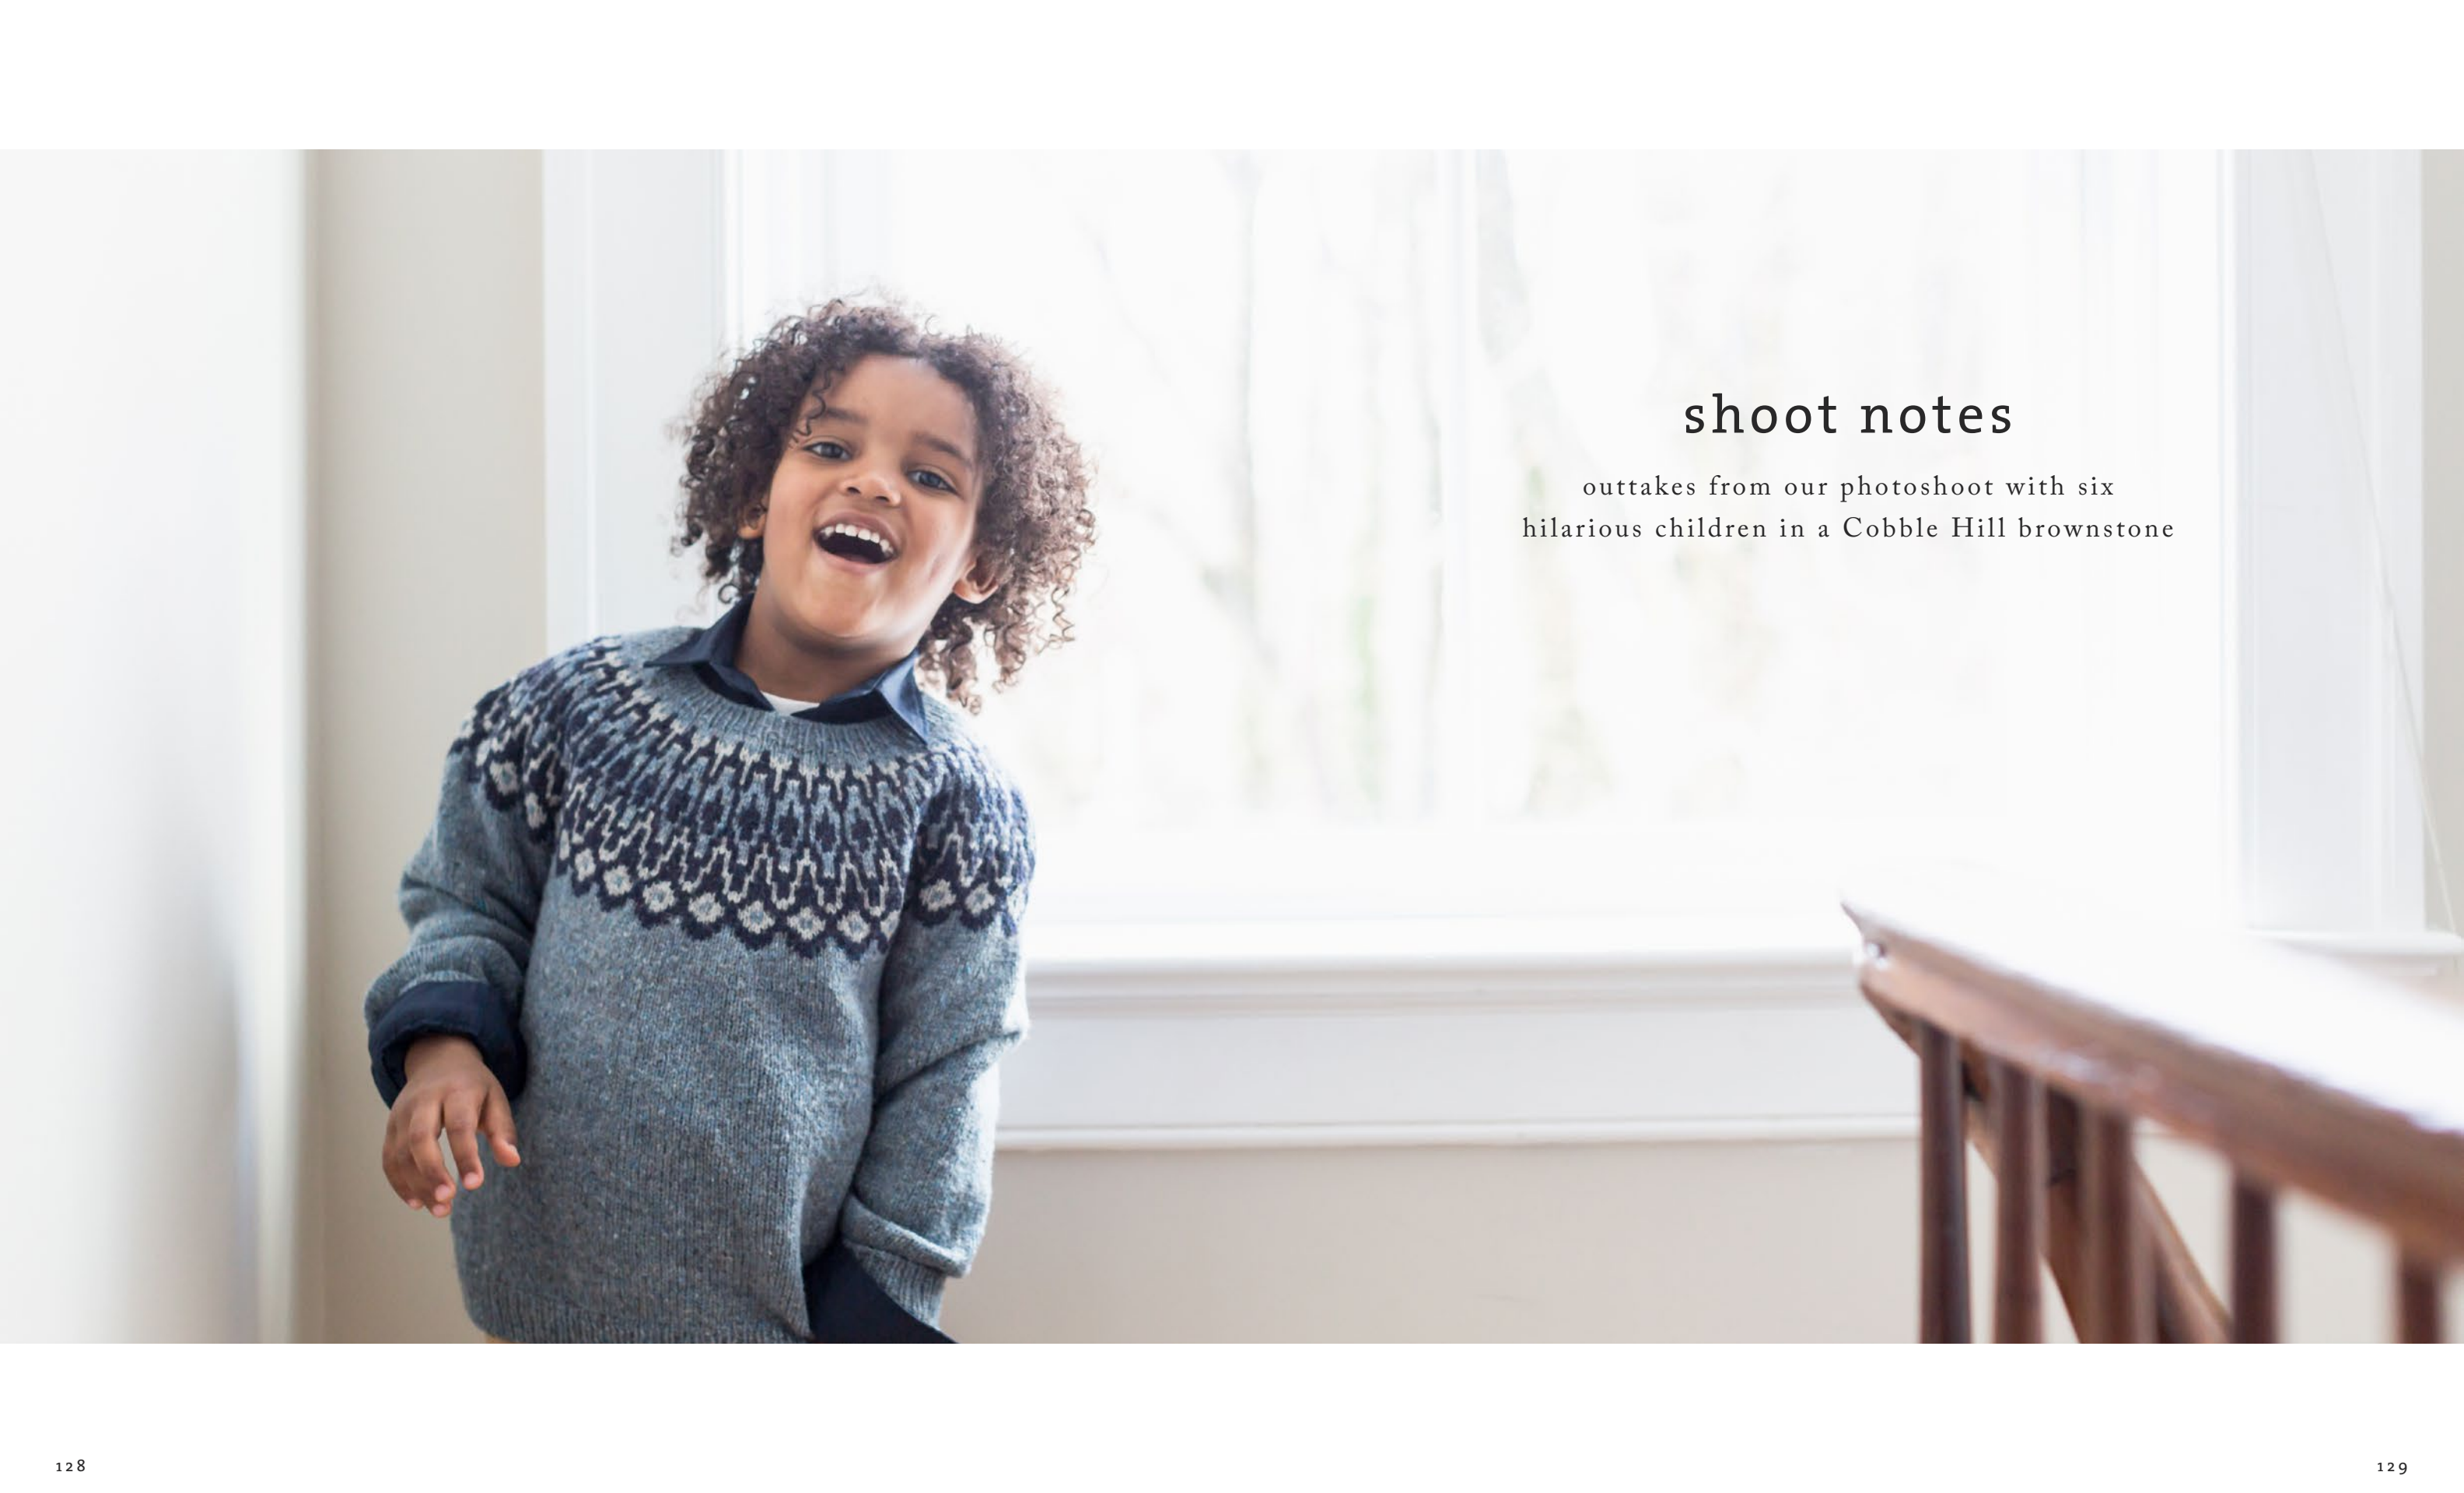 shoot notes
outtakes from our photoshoot with six
hilarious children in a Cobble Hill brownstone
128
129